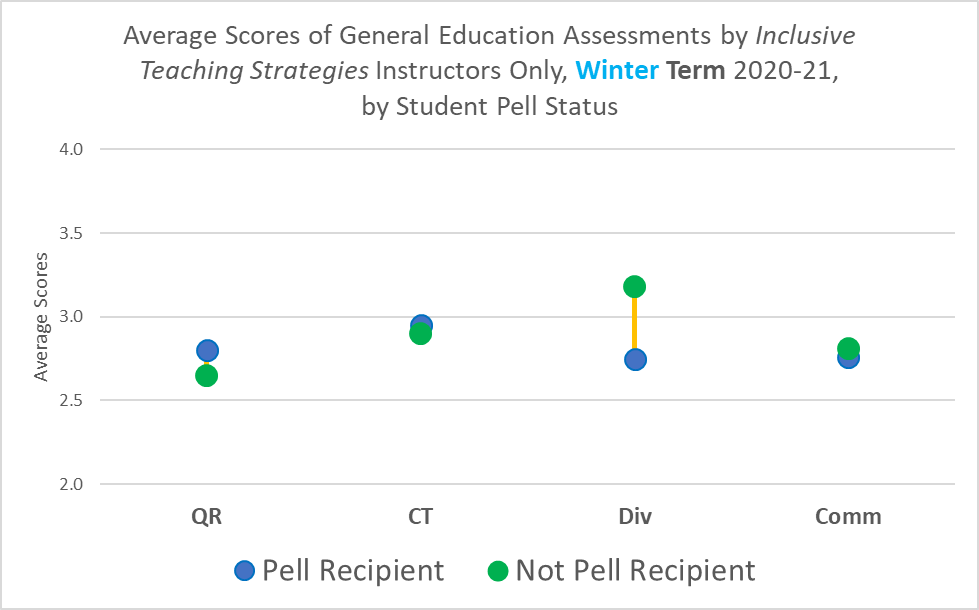 Average Scores of General Education Assessments by Inclusive
Teaching Strategies Instructors Only, Winter Term 2020-21,
by Student Pell Status
4.0
3.5
3.0
2.5
2.0
Average Scores
QR CT Div Comm
Pell Recipient Not Pell Recipient